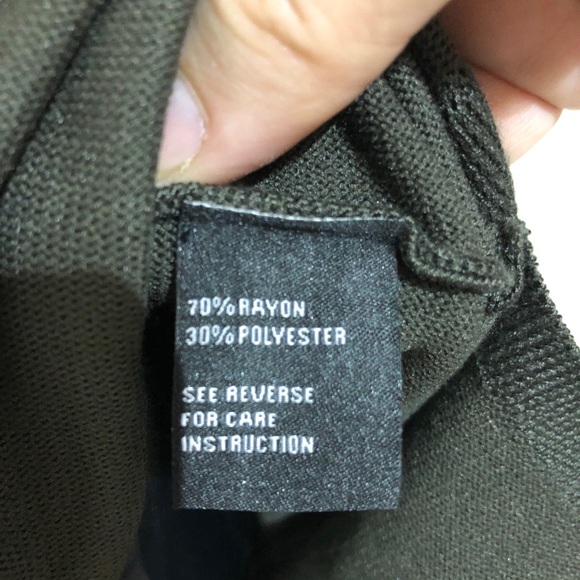 70% RAYON
30% POLYESTER
SEE REVERSE
FOR CARE
INSTRUCTION